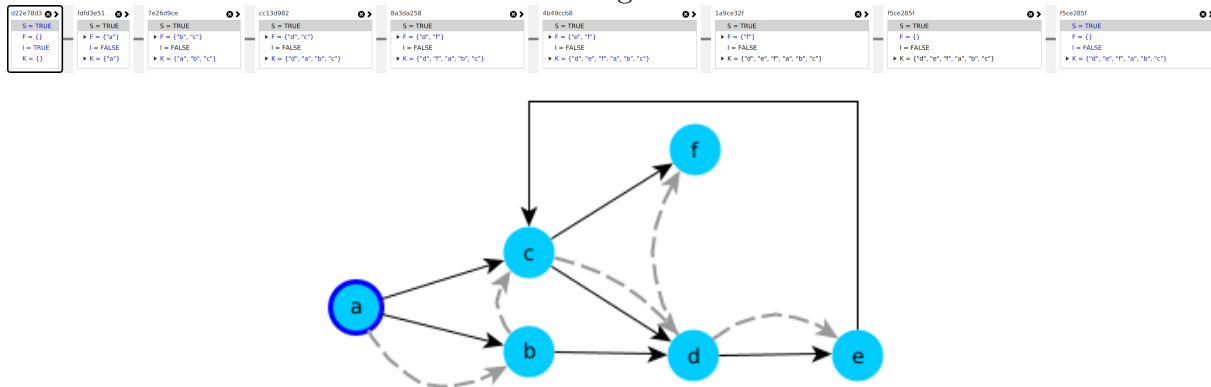 d22e78d3
S = TRUE
F = {}
I = TRUE
K = {}
fdfd3e51
S = TRUE
F = {"a"}
I = FALSE
K = {"a"}
7e26d9ce
S = TRUE
F = {"b", "c"}
I = FALSE
K = {"a", "b", "c"}
cc13d982
S = TRUE
F = {"d", "c"}
I = FALSE
K = {"d", "a", "b", "c"}
8a3da258
S = TRUE
F = {"d", "f"}
I = FALSE
K = {"d", "f", "a", "b", "c"}
4b49ccb8
S = TRUE
F = {"e", "f"}
I = FALSE
K = {"d", "e", "f", "a", "b", "c"}
1a9ce32f
S = TRUE
F = {"f"}
I = FALSE
K = {"d", "e", "f", "a", "b", "c"}
f5ce285f
S = TRUE
F = {}
I = FALSE
K = {"d", "e", "f", "a", "b", "c"}
f5ce285f
S = TRUE
F = {}
I = FALSE
K = {"d", "e", "f", "a", "b", "c"}
f
c
a
b
d
e